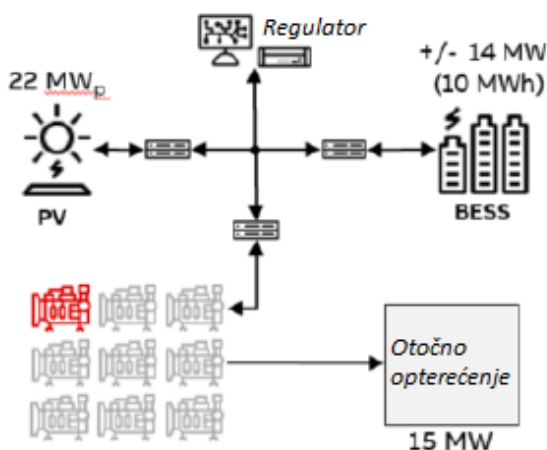 Regulator
+/- 14 MW
(10 MWh)
22 MWp
PV
BESS
Otočno
opterećenje
15 MW